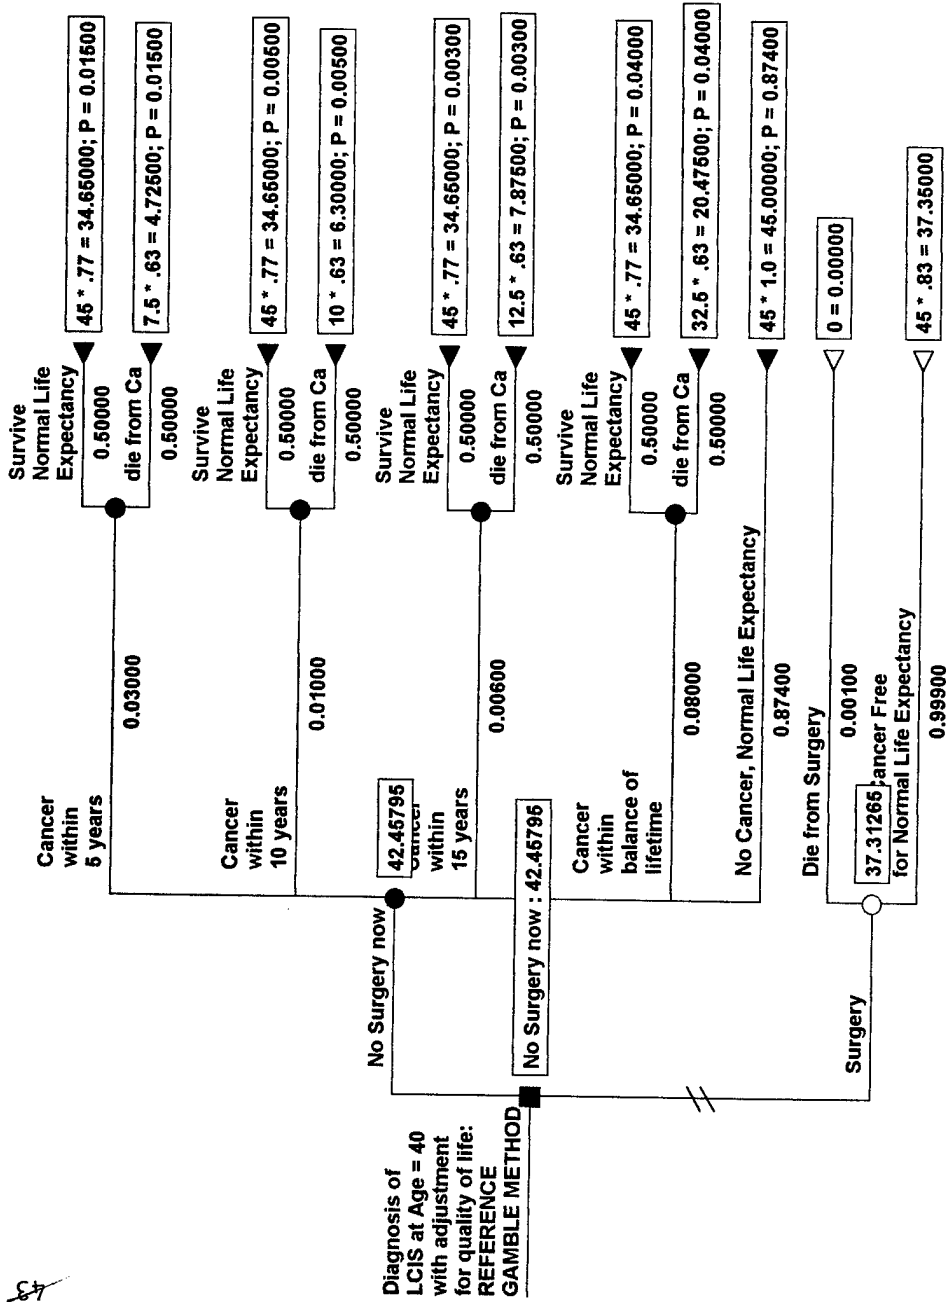 43
Diagnosis of
LCIS at Age = 40
with adjustment
for quality of life:
REFERENCE
GAMBLE METHOD
No Surgery now : 42.45795
No Surgery now
42.45795
Cancer
within
5 years
0.03000
Survive
Normal Life
Expectancy
0.50000
45 * .77 = 34.65000; P = 0.01500
die from Ca
0.50000
7.5 * .63 = 4.72500; P = 0.01500
Cancer
within
10 years
0.01000
Survive
Normal Life
Expectancy
0.50000
45 * .77 = 34.65000; P = 0.00500
die from Ca
0.50000
10 * .63 = 6.30000; P = 0.00500
Cancer
within
15 years
0.00600
Survive
Normal Life
Expectancy
0.50000
45 * .77 = 34.65000; P = 0.00300
die from Ca
0.50000
12.5 * .63 = 7.87500; P = 0.00300
Cancer
within
balance of
lifetime
0.08000
Survive
Normal Life
Expectancy
0.50000
45 * .77 = 34.65000; P = 0.04000
die from Ca
0.50000
32.5 * .63 = 20.47500; P = 0.04000
No Cancer, Normal Life Expectancy
0.87400
45 * 1.0 = 45.00000; P = 0.87400
Surgery
37.31265
Die from Surgery
0.00100
0 = 0.00000
Cancer Free
for Normal Life Expectancy
0.99900
45 * .83 = 37.35000